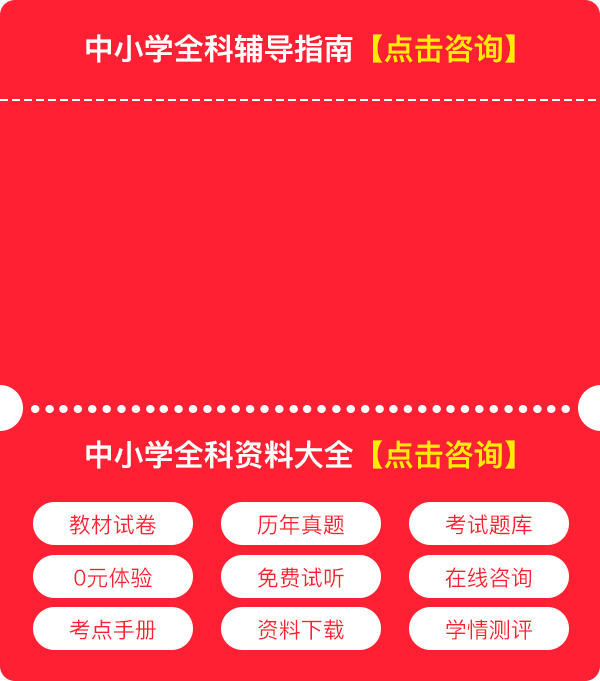 中小学全科辅导指南【点击咨询】
中小学全科资料大全【点击咨询】
教材试卷 历年真题 考试题库
0元体验 免费试听 在线咨询
考点手册 资料下载 学情测评